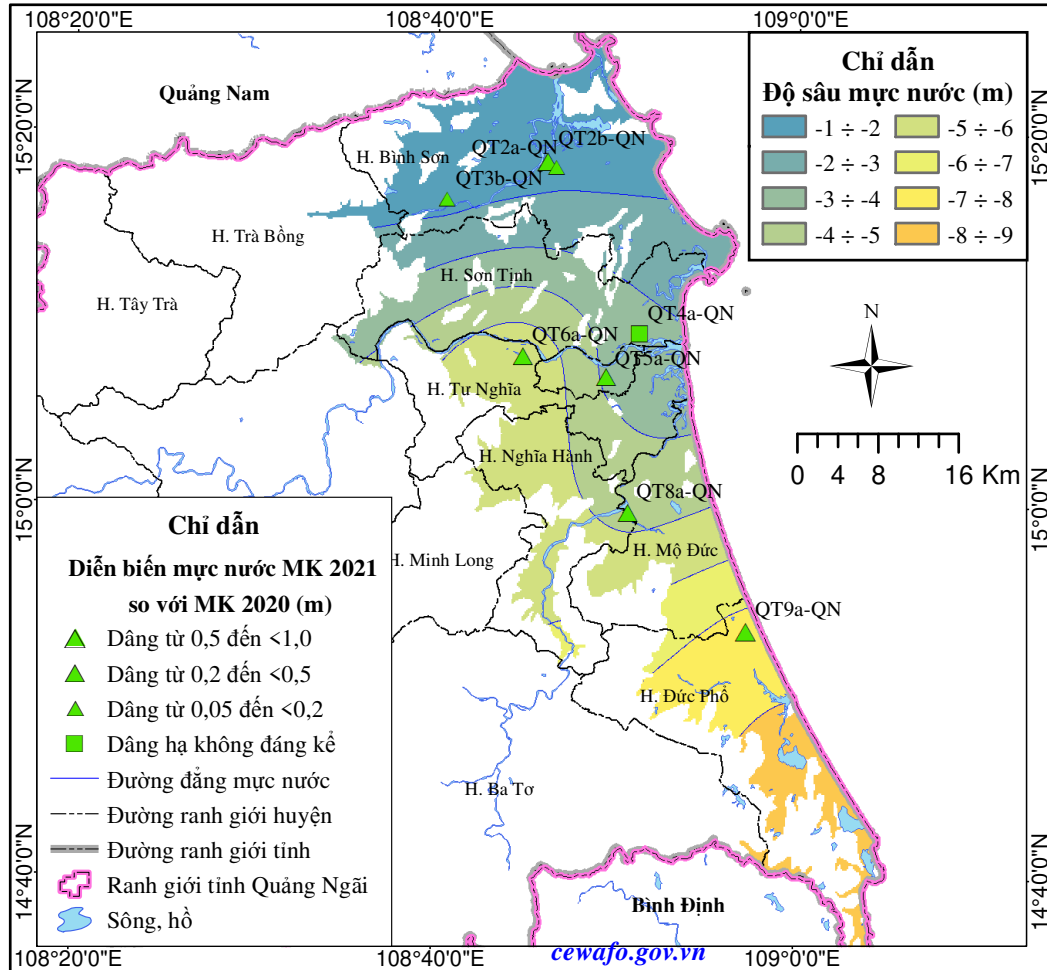 108°20'0"E
108°40'0"E
109°0'0"E
15°20'0"N
15°20'0"N
Quảng Nam
Chỉ dẫn
Độ sâu mực nước (m)
-1 ÷ -2
-5 ÷ -6
-2 ÷ -3
-6 ÷ -7
-3 ÷ -4
-7 ÷ -8
-4 ÷ -5
-8 ÷ -9
H. Bình Sơn
QT2a-QN
QT2b-QN
QT3b-QN
H. Trà Bồng
H. Tây Trà
H. Sơn Tịnh
QT4a-QN
QT6a-QN
QT5a-QN
H. Tư Nghĩa
N
0 4 8 16 Km
H. Nghĩa Hành
QT8a-QN
15°0'0"N
15°0'0"N
H. Minh Long
H. Mộ Đức
QT9a-QN
H. Đức Phổ
H. Ba Tơ
Chỉ dẫn
Diễn biến mực nước MK 2021
so với MK 2020 (m)
Dâng từ 0,5 đến <1,0
Dâng từ 0,2 đến <0,5
Dâng từ 0,05 đến <0,2
Dâng hạ không đáng kể
Đường đẳng mực nước
Đường ranh giới huyện
Đường ranh giới tỉnh
Ranh giới tỉnh Quảng Ngãi
Sông, hồ
14°40'0"N
14°40'0"N
Bình Định
cewafo.gov.vn
108°20'0"E
108°40'0"E
109°0'0"E